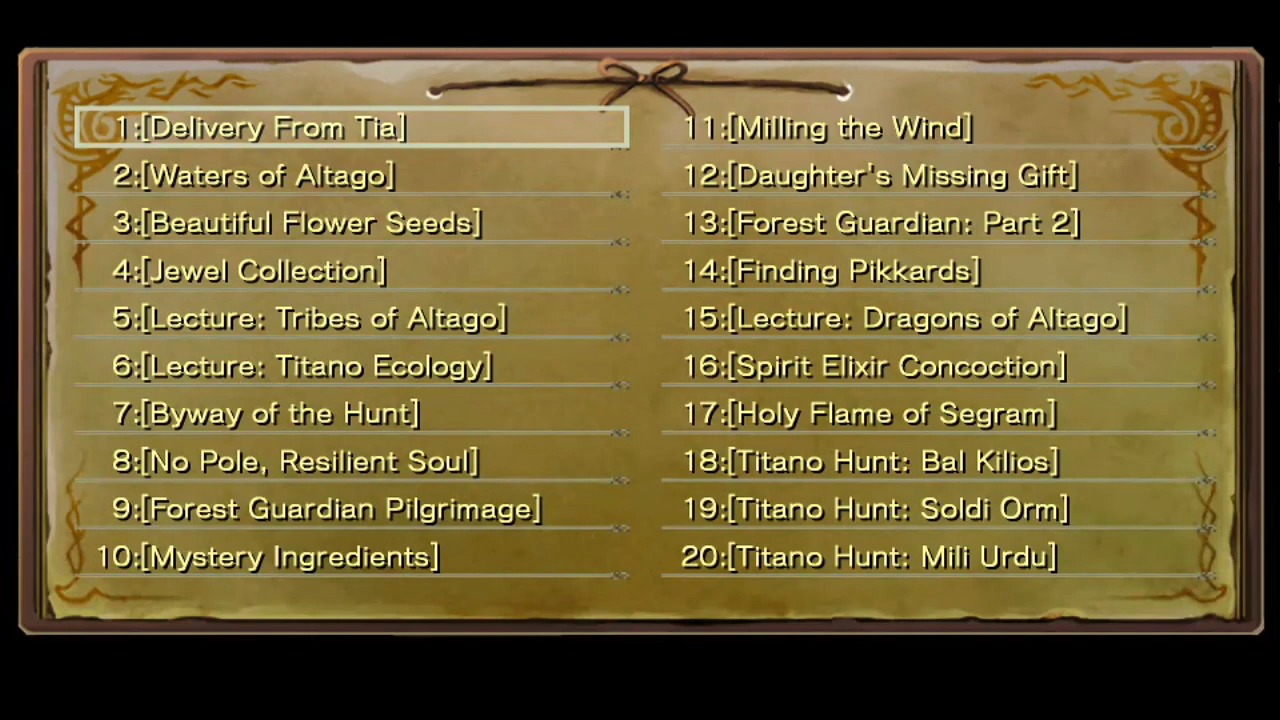 1:[Delivery From Tia]
2:[Waters of Altago]
3:[Beautiful Flower Seeds]
4:[Jewel Collection]
5:[Lecture: Tribes of Altago]
6:[Lecture: Titano Ecology]
7:[Byway of the Hunt]
8:[No Pole, Resilient Soul]
9:[Forest Guardian Pilgrimage]
10:[Mystery Ingredients]
11:[Milling the Wind]
12:[Daughter's Missing Gift]
13:[Forest Guardian: Part 2]
14:[Finding Pikkards]
15:[Lecture: Dragons of Altago]
16:[Spirit Elixir Concoction]
17:[Holy Flame of Segram]
18:[Titano Hunt: Bal Kilios]
19:[Titano Hunt: Soldi Orm]
20:[Titano Hunt: Mili Urdu]